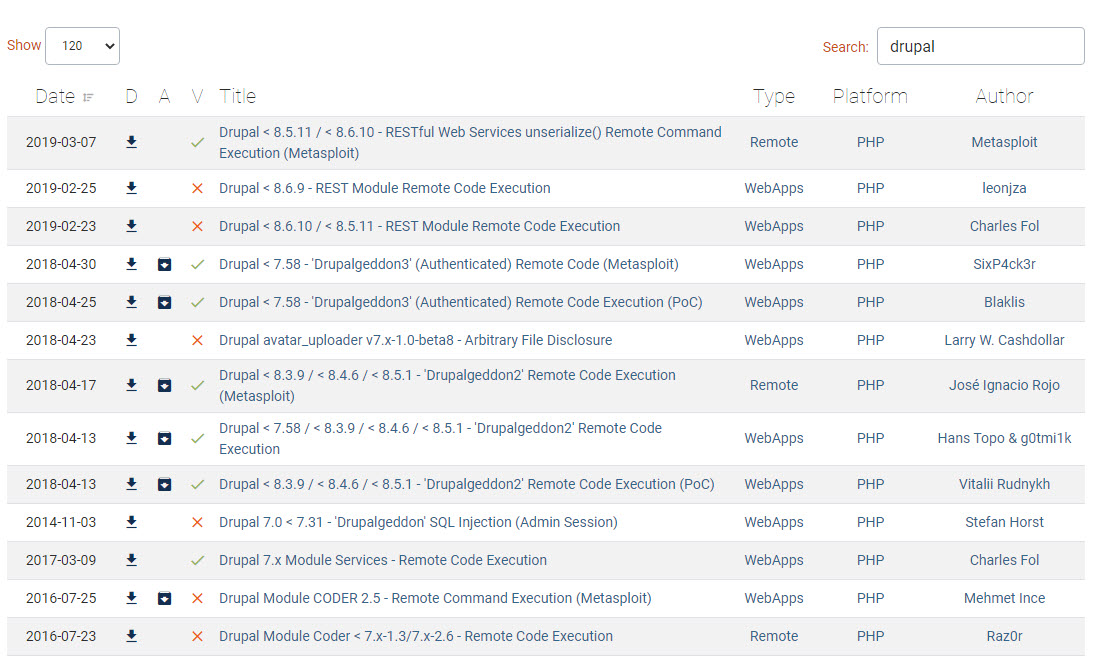 Show 120 Search: drupal
Date D A V Title Type Platform Author
2019-03-07 Drupal < 8.5.11 / < 8.6.10 - RESTful Web Services unserialize() Remote Command Remote PHP Metasploit
Execution (Metasploit)
2019-02-25 Drupal < 8.6.9 - REST Module Remote Code Execution WebApps PHP leonjza
2019-02-23 Drupal < 8.6.10 / < 8.5.11 - REST Module Remote Code Execution WebApps PHP Charles Fol
2018-04-30 Drupal < 7.58 - 'Drupalgeddon3' (Authenticated) Remote Code (Metasploit) WebApps PHP SixP4ck3r
2018-04-25 Drupal < 7.58 - 'Drupalgeddon3' (Authenticated) Remote Code Execution (PoC) WebApps PHP Blaklis
2018-04-23 Drupal avatar_uploader v7.x-1.0-beta8 - Arbitrary File Disclosure WebApps PHP Larry W. Cashdollar
2018-04-17 Drupal < 8.3.9 / < 8.4.6 / < 8.5.1 - 'Drupalgeddon2' Remote Code Execution Remote PHP José Ignacio Rojo
(Metasploit)
2018-04-13 Drupal < 7.58 / < 8.3.9 / < 8.4.6 / < 8.5.1 - 'Drupalgeddon2' Remote Code WebApps PHP Hans Topo & g0tmi1k
Execution
2018-04-13 Drupal < 8.3.9 / < 8.4.6 / < 8.5.1 - 'Drupalgeddon2' Remote Code Execution (PoC) WebApps PHP Vitalii Rudnykh
2014-11-03 Drupal 7.0 < 7.31 - 'Drupalgeddon' SQL Injection (Admin Session) WebApps PHP Stefan Horst
2017-03-09 Drupal 7.x Module Services - Remote Code Execution WebApps PHP Charles Fol
2016-07-25 Drupal Module CODER 2.5 - Remote Command Execution (Metasploit) WebApps PHP Mehmet Ince
2016-07-23 Drupal Module Coder < 7.x-1.3/7.x-2.6 - Remote Code Execution Remote PHP Raz0r